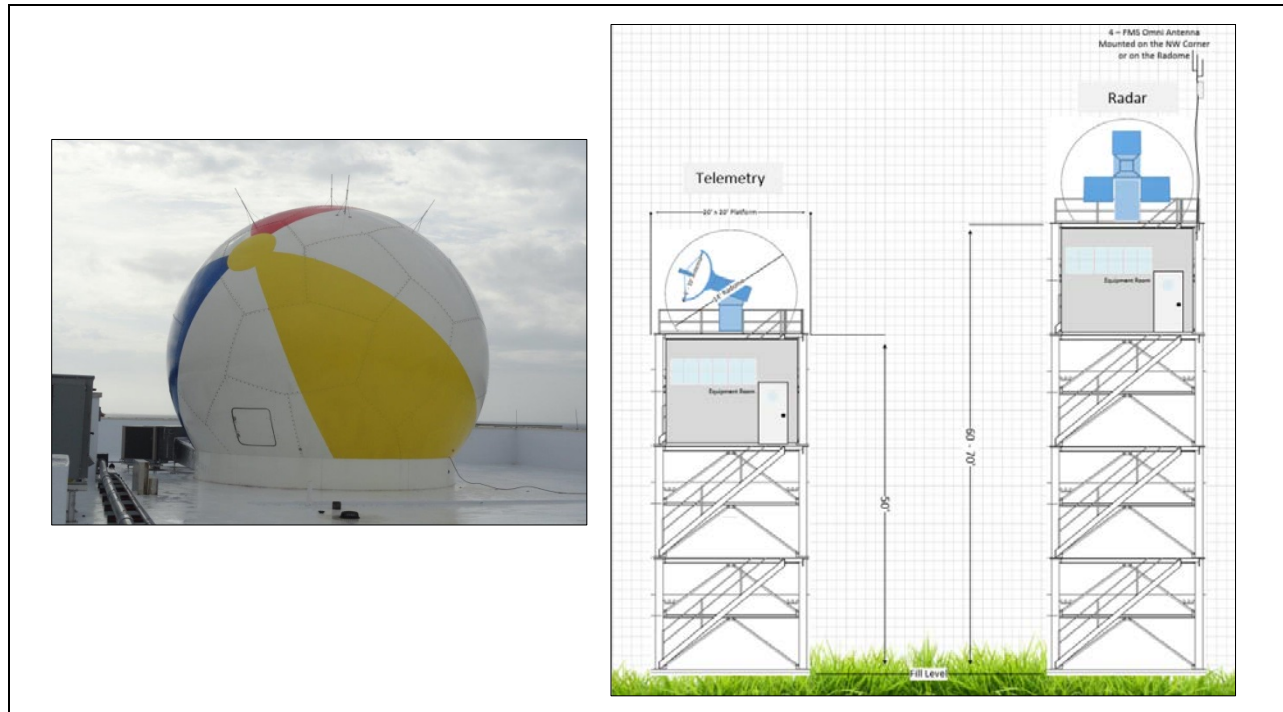 4 – FMS Omni Antenna
Mounted on the NW Corner
or on the Radome
Radar
Telemetry
20' x 20' Platform
Radome
Equipment Room
Equipment Room
60 - 70'
50'
Fill Level